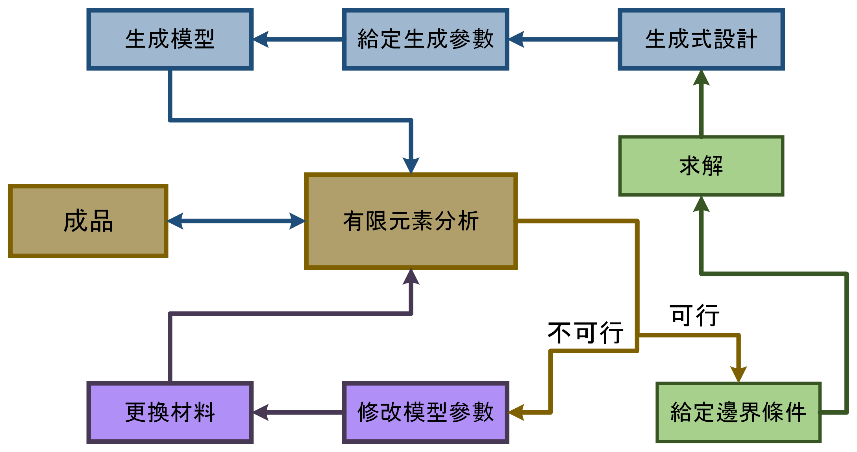 生成模型
給定生成參數
生成式設計
求解
成品
有限元素分析
可行
不可行
更換材料
修改模型參數
給定邊界條件